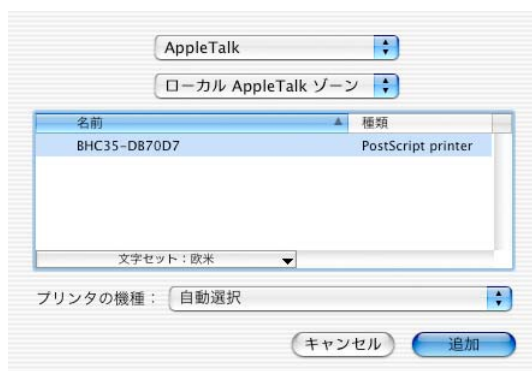 AppleTalk
ローカル AppleTalk ゾーン
名前 種類
BHC35-DB70D7 PostScript printer
文字セット：欧米
プリンタの機種： 自動選択
キャンセル 追加